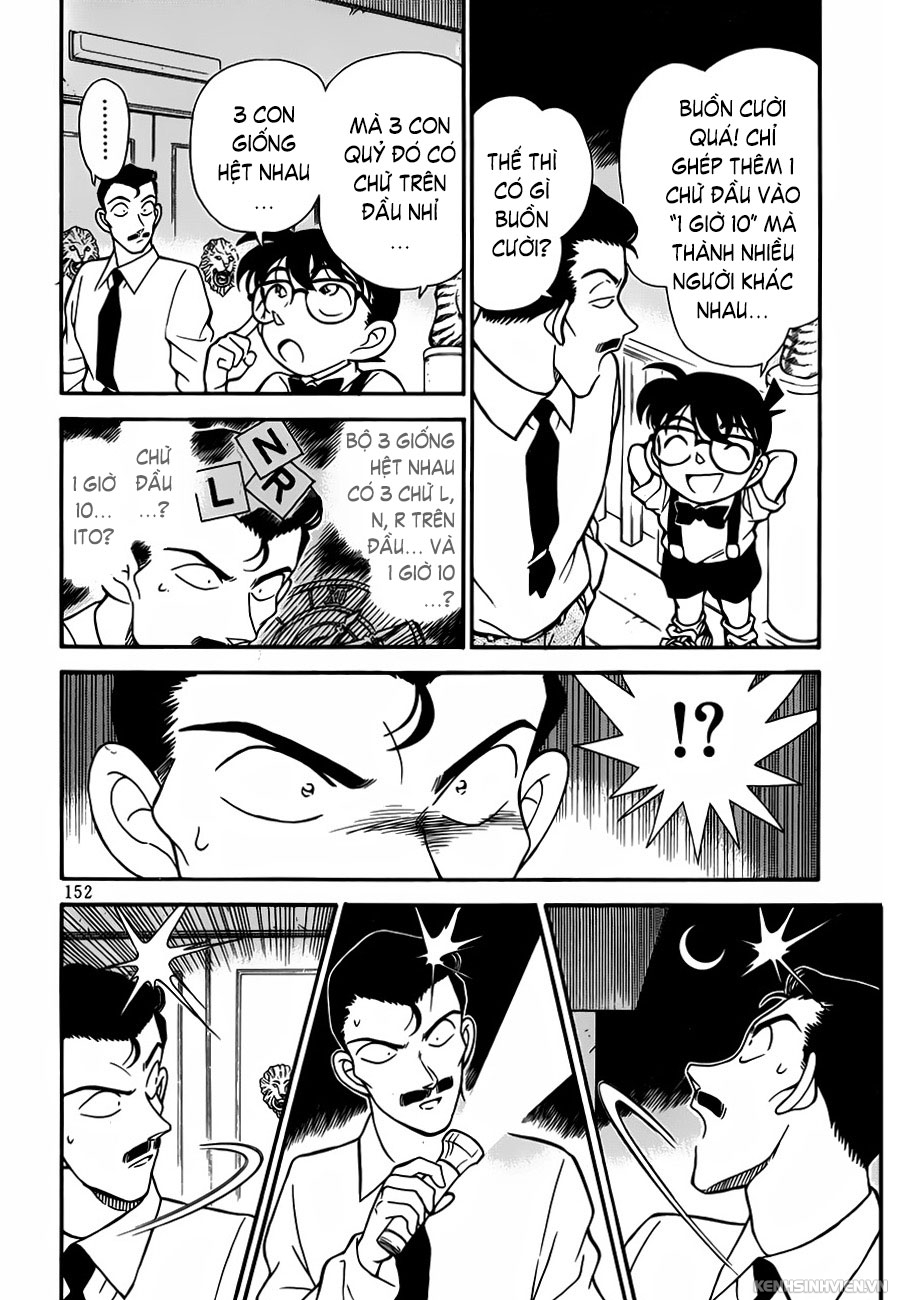 BUỒN CƯỜI
QUÁ! CHỈ
GHÉP THÊM 1
CHỮ ĐẦU VÀO
“1 GIỜ 10” MÀ
THÀNH NHIỀU
NGƯỜI KHÁC
NHAU...
THẾ THÌ
CÓ GÌ
BUỒN
CƯỜI?
MÀ 3 CON
QUỶ ĐÓ CÓ
CHỮ TRÊN
ĐẦU NHỈ
...
3 CON
GIỐNG
HỆT NHAU
...
.........
BỘ 3 GIỐNG
HỆT NHAU
CÓ 3 CHỮ L,
N, R TRÊN
ĐẦU... VÀ
1 GIỜ 10
...?
N
R
L
CHỮ
ĐẦU
...?
1 GIỜ
10...
ITO?
!?
152
KENHSINHVIEN.VN